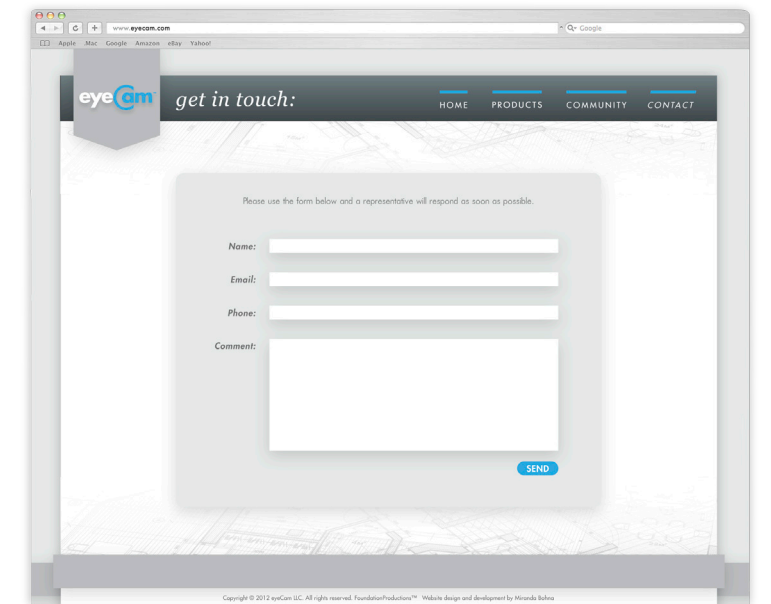 www.eyecam.com
Google
Apple Mac Google Amazon eBay Yahoo!
eyeCam™
get in touch:
HOME PRODUCTS COMMUNITY CONTACT
Please use the form below and a representative will respond as soon as possible.
Name:
Email:
Phone:
Comment:
SEND
Copyright © 2012 eyeCam LLC. All rights reserved. FoundationProductions™ Website design and development by Miranda Bohna